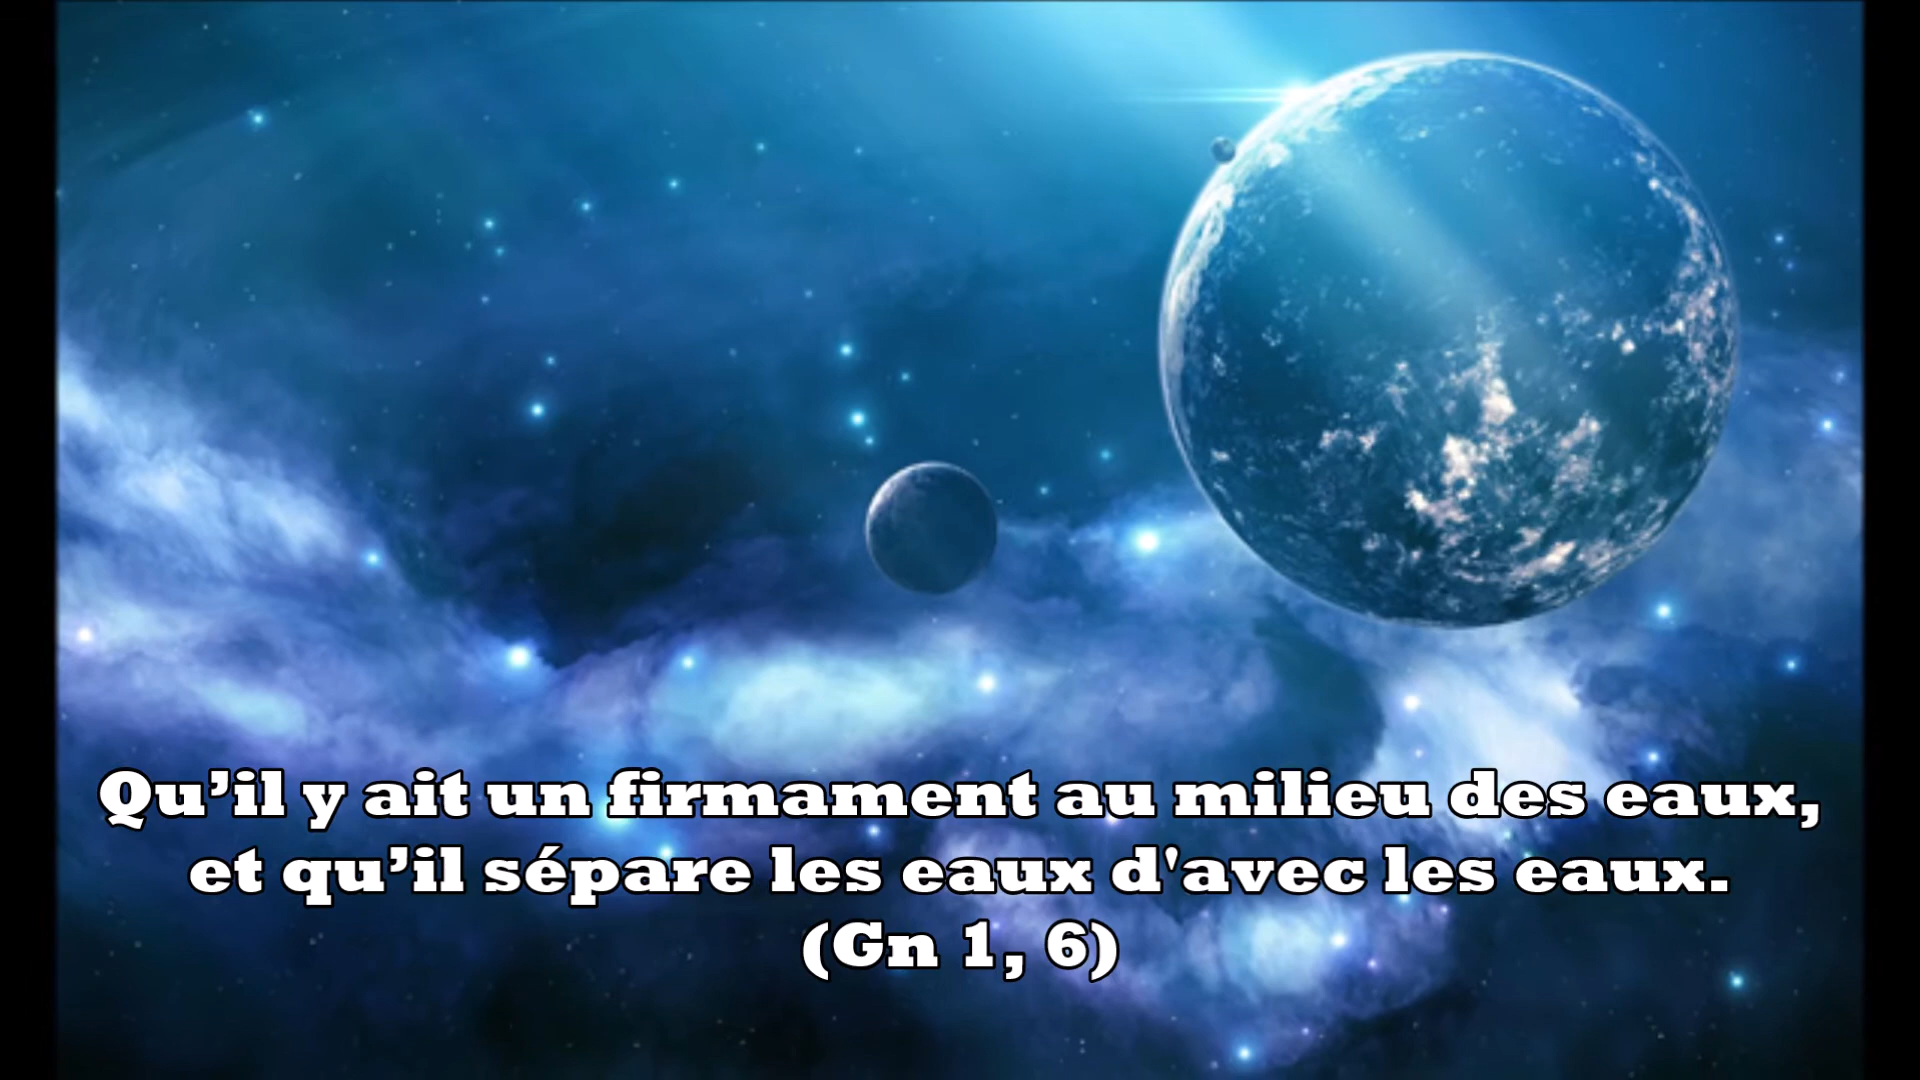 Qu’il y ait un firmament au milieu des eaux,
et qu’il sépare les eaux d'avec les eaux.
(Gn 1, 6)